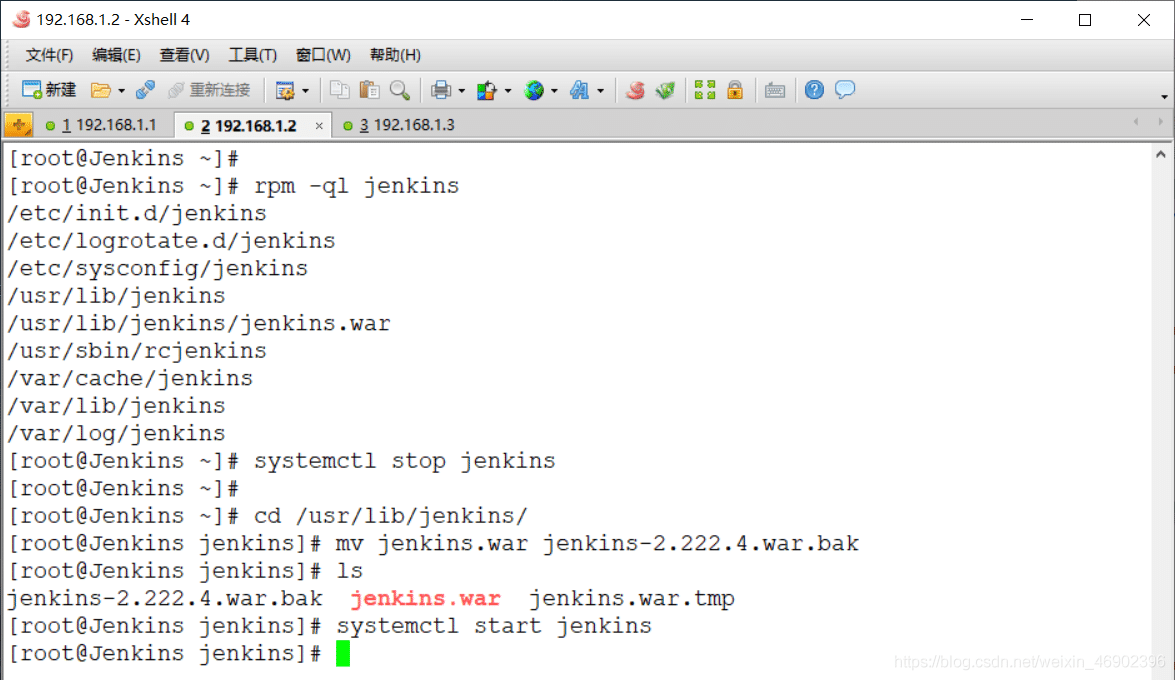 192.168.1.2 - Xshell 4
文件(F) 编辑(E) 查看(V) 工具(T) 窗口(W) 帮助(H)
新建 重新连接
1 192.168.1.1 2 192.168.1.2 × 3 192.168.1.3
[root@Jenkins ~]#
[root@Jenkins ~]# rpm -ql jenkins
/etc/init.d/jenkins
/etc/logrotate.d/jenkins
/etc/sysconfig/jenkins
/usr/lib/jenkins
/usr/lib/jenkins/jenkins.war
/usr/sbin/rcjenkins
/var/cache/jenkins
/var/lib/jenkins
/var/log/jenkins
[root@Jenkins ~]# systemctl stop jenkins
[root@Jenkins ~]#
[root@Jenkins ~]# cd /usr/lib/jenkins/
[root@Jenkins jenkins]# mv jenkins.war jenkins-2.222.4.war.bak
[root@Jenkins jenkins]# ls
jenkins-2.222.4.war.bak  jenkins.war  jenkins.war.tmp
[root@Jenkins jenkins]# systemctl start jenkins
[root@Jenkins jenkins]#
https://blog.csdn.net/weixin_46902396